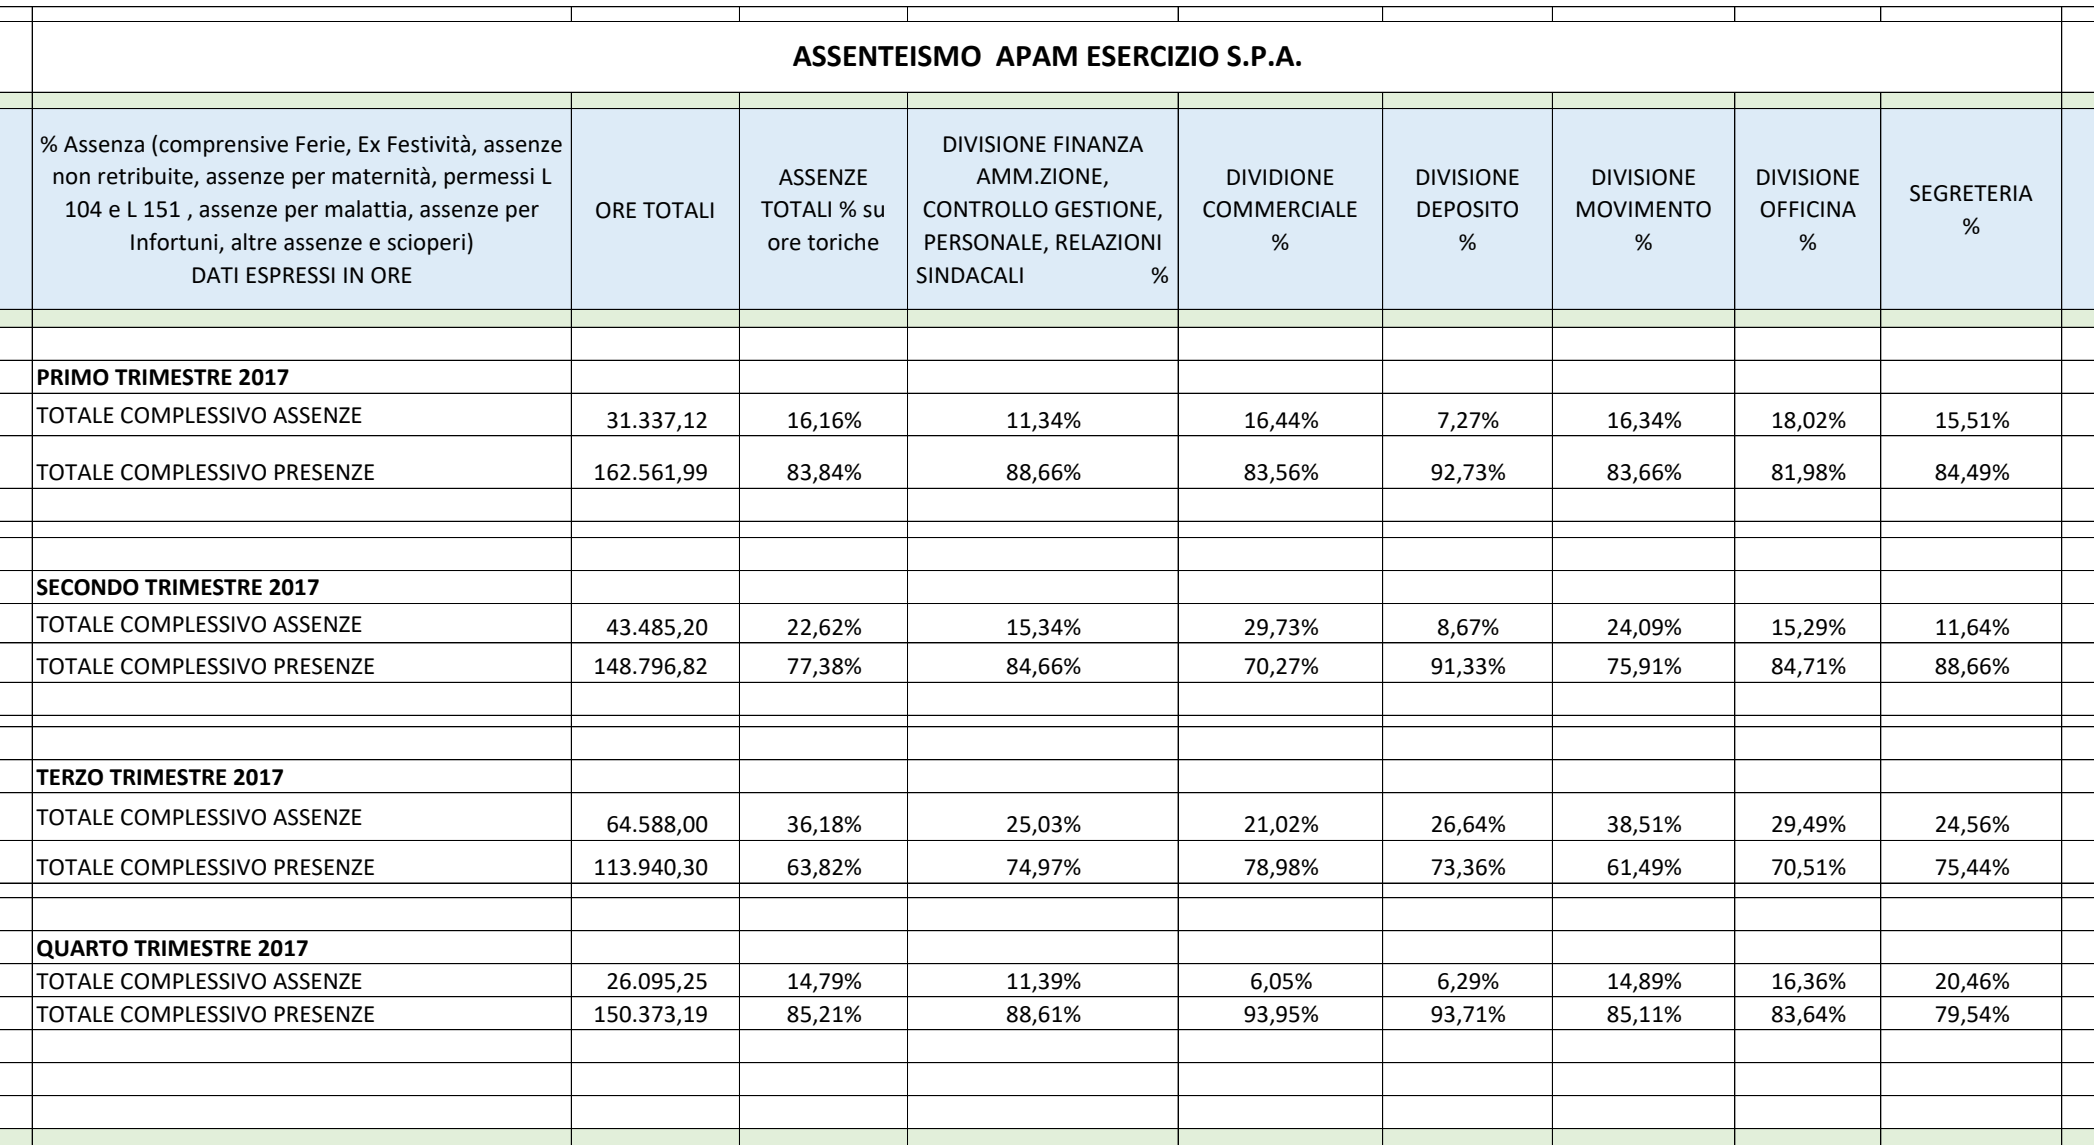 ASSENTEISMO  APAM ESERCIZIO S.P.A.
% Assenza (comprensive Ferie, Ex Festività, assenze
non retribuite, assenze per maternità, permessi L
104 e L 151 , assenze per malattia, assenze per
Infortuni, altre assenze e scioperi)
DATI ESPRESSI IN ORE
ORE TOTALI
ASSENZE
TOTALI % su
ore toriche
DIVISIONE FINANZA
AMM.ZIONE,
CONTROLLO GESTIONE,
PERSONALE, RELAZIONI
SINDACALI %
DIVIDIONE
COMMERCIALE
%
DIVISIONE
DEPOSITO
%
DIVISIONE
MOVIMENTO
%
DIVISIONE
OFFICINA
%
SEGRETERIA
%
PRIMO TRIMESTRE 2017
TOTALE COMPLESSIVO ASSENZE 31.337,12 16,16% 11,34% 16,44% 7,27% 16,34% 18,02% 15,51%
TOTALE COMPLESSIVO PRESENZE 162.561,99 83,84% 88,66% 83,56% 92,73% 83,66% 81,98% 84,49%
SECONDO TRIMESTRE 2017
TOTALE COMPLESSIVO ASSENZE 43.485,20 22,62% 15,34% 29,73% 8,67% 24,09% 15,29% 11,64%
TOTALE COMPLESSIVO PRESENZE 148.796,82 77,38% 84,66% 70,27% 91,33% 75,91% 84,71% 88,66%
TERZO TRIMESTRE 2017
TOTALE COMPLESSIVO ASSENZE 64.588,00 36,18% 25,03% 21,02% 26,64% 38,51% 29,49% 24,56%
TOTALE COMPLESSIVO PRESENZE 113.940,30 63,82% 74,97% 78,98% 73,36% 61,49% 70,51% 75,44%
QUARTO TRIMESTRE 2017
TOTALE COMPLESSIVO ASSENZE 26.095,25 14,79% 11,39% 6,05% 6,29% 14,89% 16,36% 20,46%
TOTALE COMPLESSIVO PRESENZE 150.373,19 85,21% 88,61% 93,95% 93,71% 85,11% 83,64% 79,54%